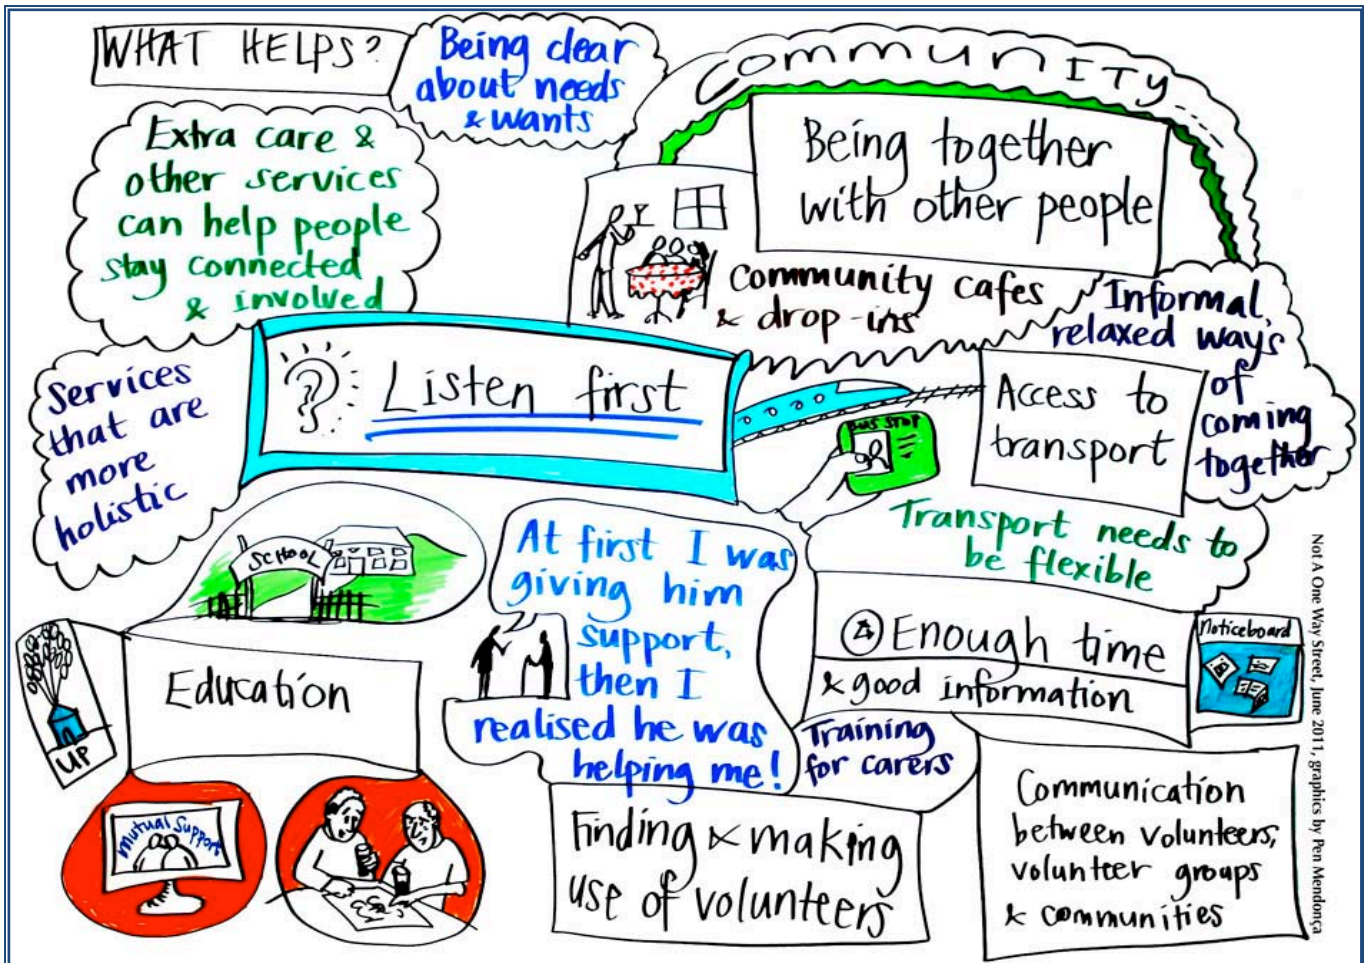 WHAT HELPS?
Being clear
about needs
& wants
Community
Being together
with other people
Extra care &
other services
can help people
stay connected
& involved
Community cafes
& drop-ins
Informal,
relaxed ways
of
coming
together
Services
that are
more
holistic
Listen first
Access to
transport
BUS STOP
Transport needs to
be flexible
SCHOOL
Education
UP
Mutual Support
At first I was
giving him
support,
then I
realised he was
helping me!
Enough time
& good information
Noticeboard
Training
for carers
Finding & making
use of volunteers
Communication
between volunteers,
volunteer groups
& communities
Not A One Way Street, June 2011, graphics by Pen Mendonça